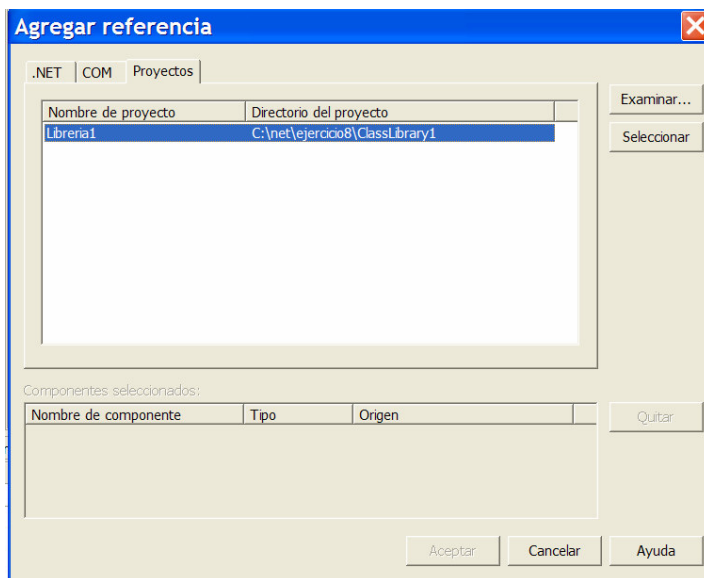 Agregar referencia
.NET COM Proyectos
Nombre de proyecto Directorio del proyecto
Libreria1 C:\net\ejercicio8\ClassLibrary1
Examinar...
Seleccionar
Componentes seleccionados:
Nombre de componente Tipo Origen
Quitar
Aceptar Cancelar Ayuda